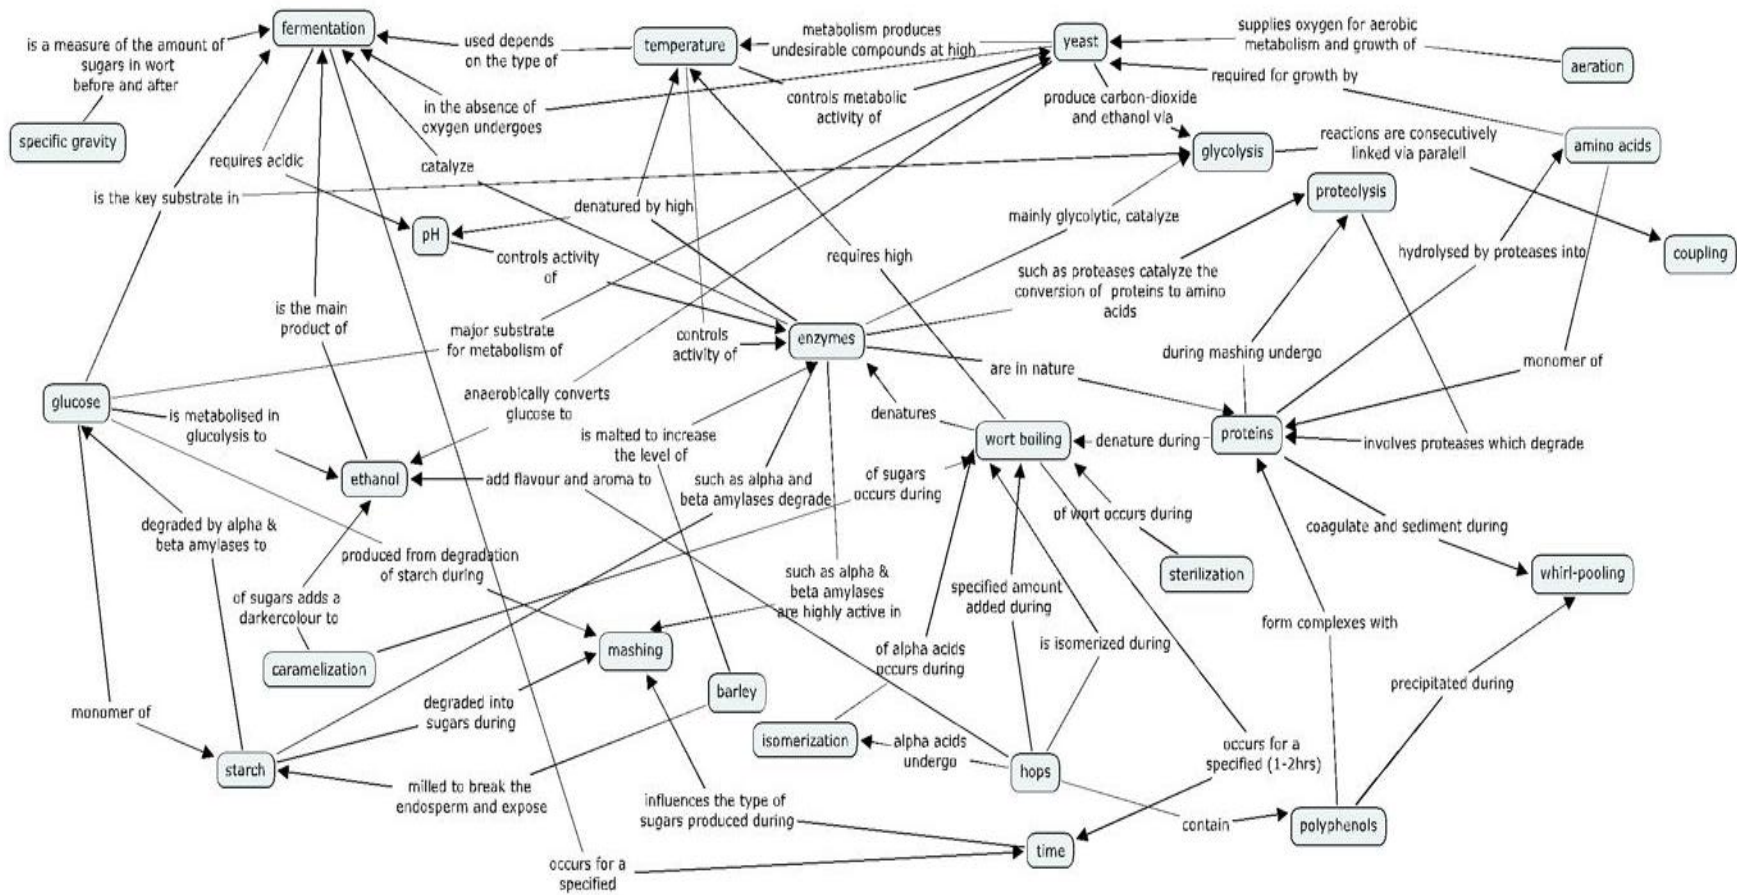 fermentation
is a measure of the amount of
sugars in wort
before and after
used depends
on the type of
temperature
metabolism produces
undesirable compounds at high
yeast
supplies oxygen for aerobic
metabolism and growth of
aeration
required for growth by
in the absence of
oxygen undergoes
controls metabolic
activity of
produce carbon-dioxide
and ethanol via
specific gravity
requires acidic
catalyze
glycolysis
reactions are consecutively
linked via paralell
amino acids
is the key substrate in
denatured by high
proteolysis
mainly glycolytic, catalyze
pH
controls activity
of
requires high
hydrolysed by proteases into
coupling
such as proteases catalyze the
conversion of proteins to amino
acids
is the main
product of
major substrate
for metabolism of
controls
activity of
enzymes
during mashing undergo
are in nature
monomer of
glucose
anaerobically converts
glucose to
is metabolised in
glucolysis to
denatures
is malted to increase
the level of
wort boiling
denature during
proteins
involves proteases which degrade
ethanol
add flavour and aroma to
such as alpha and
beta amylases degrade
of sugars
occurs during
of wort occurs during
degraded by alpha &
beta amylases to
coagulate and sediment during
produced from degradation
of starch during
sterilization
whirl-pooling
of sugars adds a
darkercolour to
such as alpha &
beta amylases
are highly active in
specified amount
added during
form complexes with
caramelization
mashing
of alpha acids
occurs during
is isomerized during
barley
precipitated during
monomer of
degraded into
sugars during
isomerization
alpha acids
undergo
hops
occurs for a
specified (1-2hrs)
starch
milled to break the
endosperm and expose
influences the type of
sugars produced during
contain
polyphenols
time
occurs for a
specified